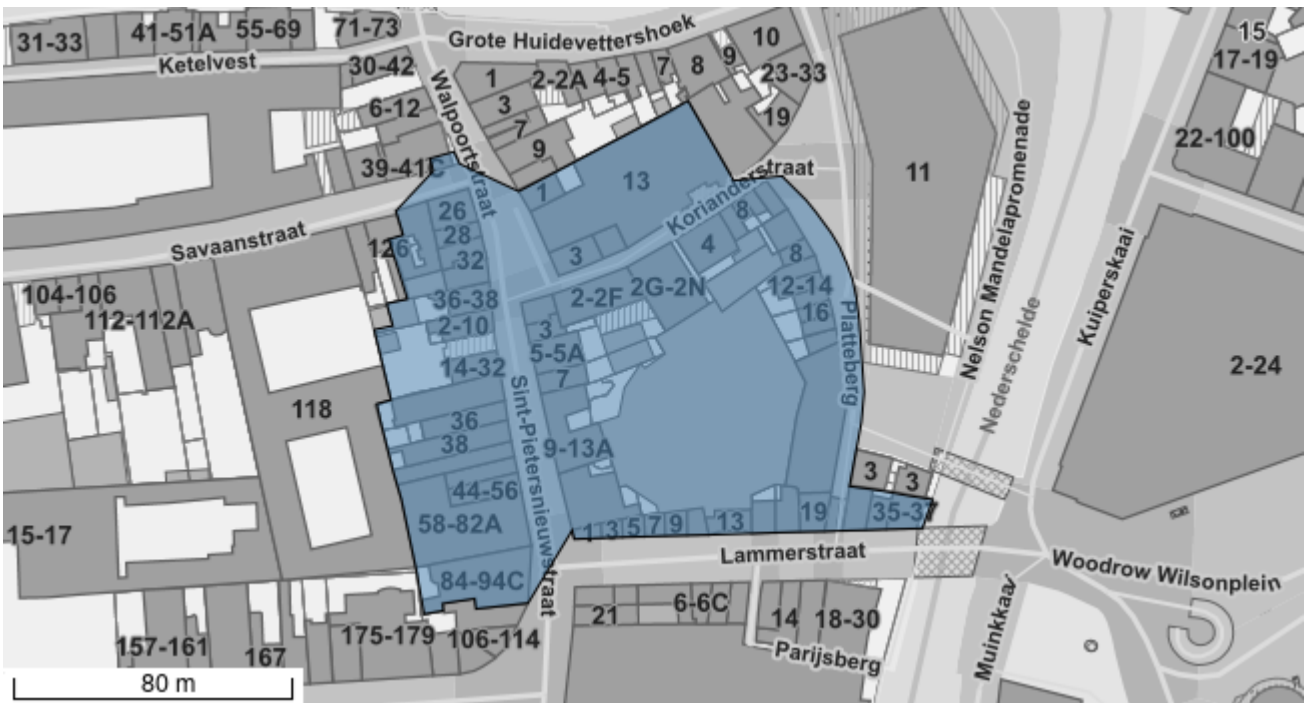 31-33
41-51A
55-69
71-73
Ketelvest
30-42
6-12
39-41C
Grote Huidevettershoek
Walpoortstraat
1
2-2A
4-5
7
8
9
10
23-33
19
3
7
9
15
17-19
22-100
11
Nelson Mandelapromenade
Nederschelde
Kuiperskaai
2-24
Savaanstraat
126
26
28
32
36-38
2-10
14-32
36
38
44-56
58-82A
84-94C
1
13
3
Korianderstraat
8
4
8
2-2F
2G-2N
12-14
16
3
5-5A
7
9-13A
Sint-Pietersnieuwstraat
Platteberg
104-106
112-112A
118
15-17
3
3
1
3
5
7
9
13
19
35-37
Lammerstraat
Woodrow Wilsonplein
Muinkkaai
157-161
167
175-179
106-114
21
6-6C
14
18-30
Parijsberg
80 m